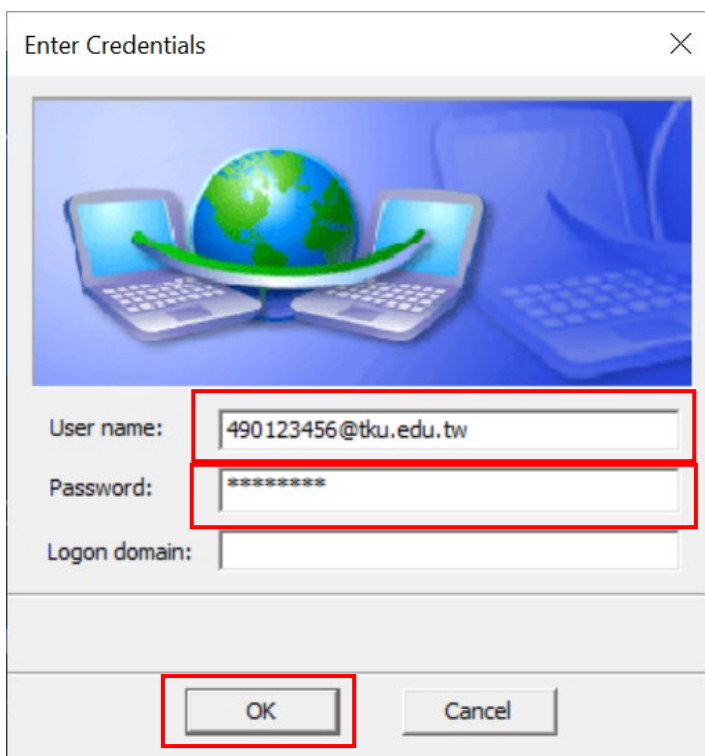 Enter Credentials
User name: 490123456@tku.edu.tw
Password: ********
Logon domain:
OK Cancel